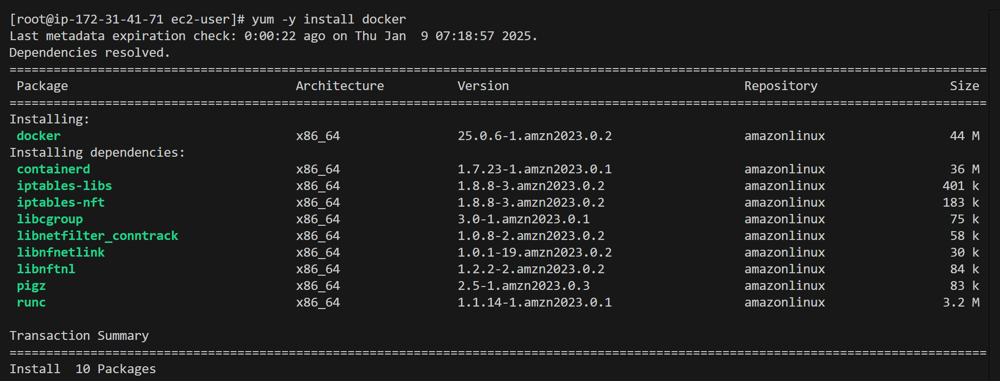 [root@ip-172-31-41-71 ec2-user]# yum -y install docker
Last metadata expiration check: 0:00:22 ago on Thu Jan  9 07:18:57 2025.
Dependencies resolved.
=====================================================================================================================================
 Package                               Architecture          Version                                Repository                  Size
=====================================================================================================================================
Installing:
 docker                                x86_64                25.0.6-1.amzn2023.0.2                  amazonlinux                 44 M
Installing dependencies:
 containerd                            x86_64                1.7.23-1.amzn2023.0.1                  amazonlinux                 36 M
 iptables-libs                         x86_64                1.8.8-3.amzn2023.0.2                   amazonlinux                401 k
 iptables-nft                          x86_64                1.8.8-3.amzn2023.0.2                   amazonlinux                183 k
 libcgroup                             x86_64                3.0-1.amzn2023.0.1                     amazonlinux                 75 k
 libnetfilter_conntrack                x86_64                1.0.8-2.amzn2023.0.2                   amazonlinux                 58 k
 libnfnetlink                          x86_64                1.0.1-19.amzn2023.0.2                  amazonlinux                 30 k
 libnftnl                              x86_64                1.2.2-2.amzn2023.0.2                   amazonlinux                 84 k
 pigz                                  x86_64                2.5-1.amzn2023.0.3                     amazonlinux                 83 k
 runc                                  x86_64                1.1.14-1.amzn2023.0.1                  amazonlinux                3.2 M

Transaction Summary
=====================================================================================================================================
Install  10 Packages